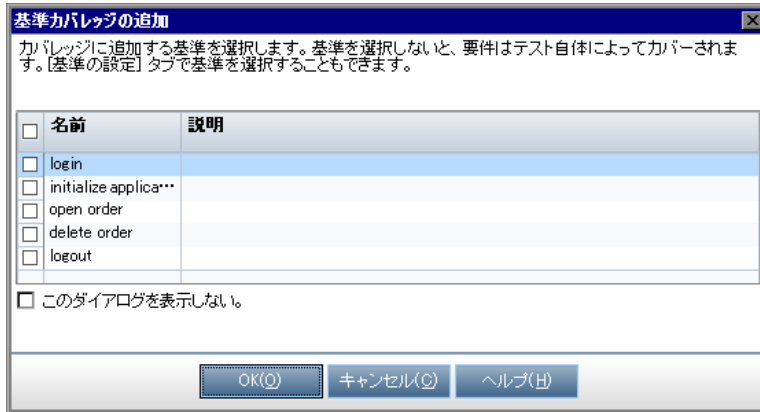 基準カバレッジの追加
カバレッジに追加する基準を選択します。基準を選択しないと、要件はテスト自体によってカバーされま
す。[基準の設定] タブで基準を選択することもできます。
名前 説明
login
initialize applica…
open order
delete order
logout
このダイアログを表示しない。
OK(O) キャンセル(C) ヘルプ(H)